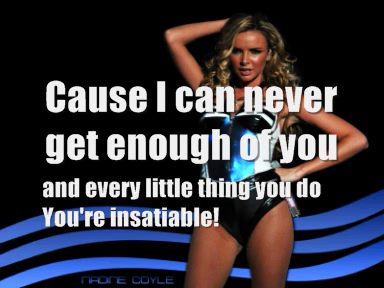 Cause I can never
get enough of you
and every little thing you do
You're insatiable!
NADINE COYLE